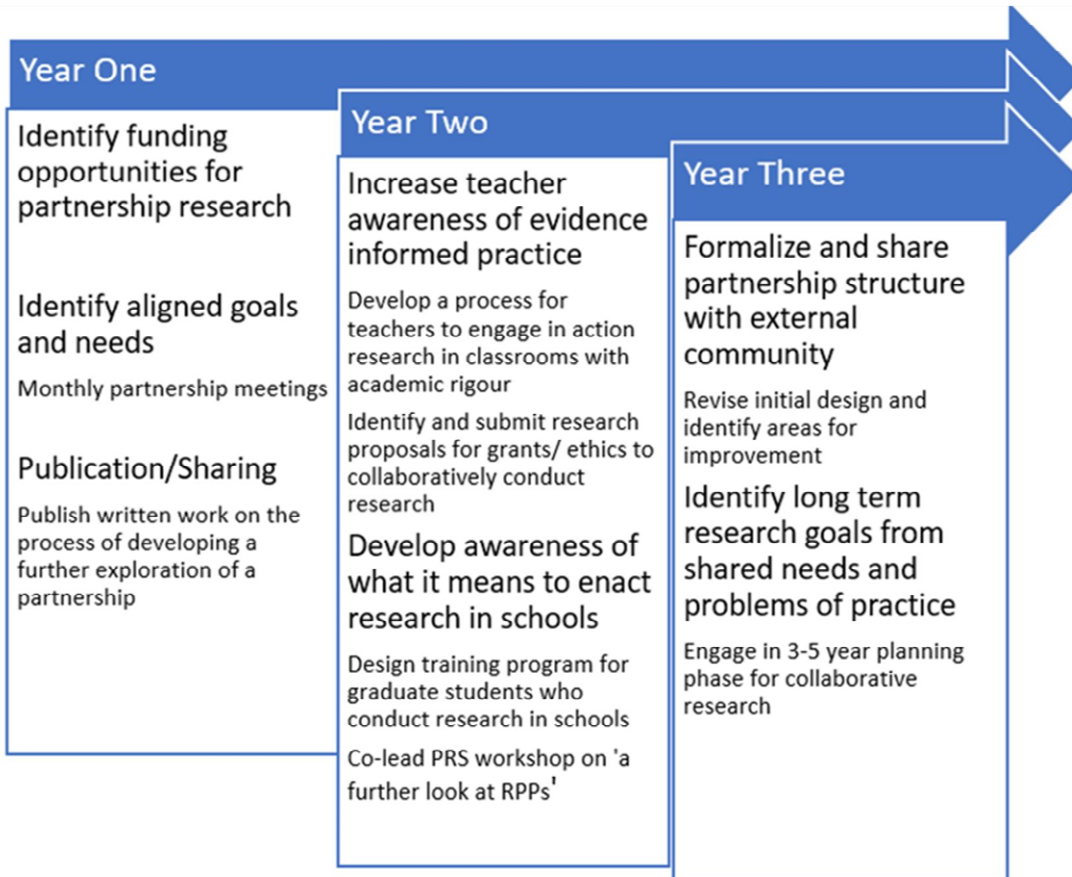 Year One
Identify funding
opportunities for
partnership research
Identify aligned goals
and needs
Monthly partnership meetings
Publication/Sharing
Publish written work on the
process of developing a
further exploration of a
partnership
Year Two
Increase teacher
awareness of evidence
informed practice
Develop a process for
teachers to engage in action
research in classrooms with
academic rigour
Identify and submit research
proposals for grants/ ethics to
collaboratively conduct
research
Develop awareness of
what it means to enact
research in schools
Design training program for
graduate students who
conduct research in schools
Co-lead PRS workshop on 'a
further look at RPPs'
Year Three
Formalize and share
partnership structure
with external
community
Revise initial design and
identify areas for
improvement
Identify long term
research goals from
shared needs and
problems of practice
Engage in 3-5 year planning
phase for collaborative
research